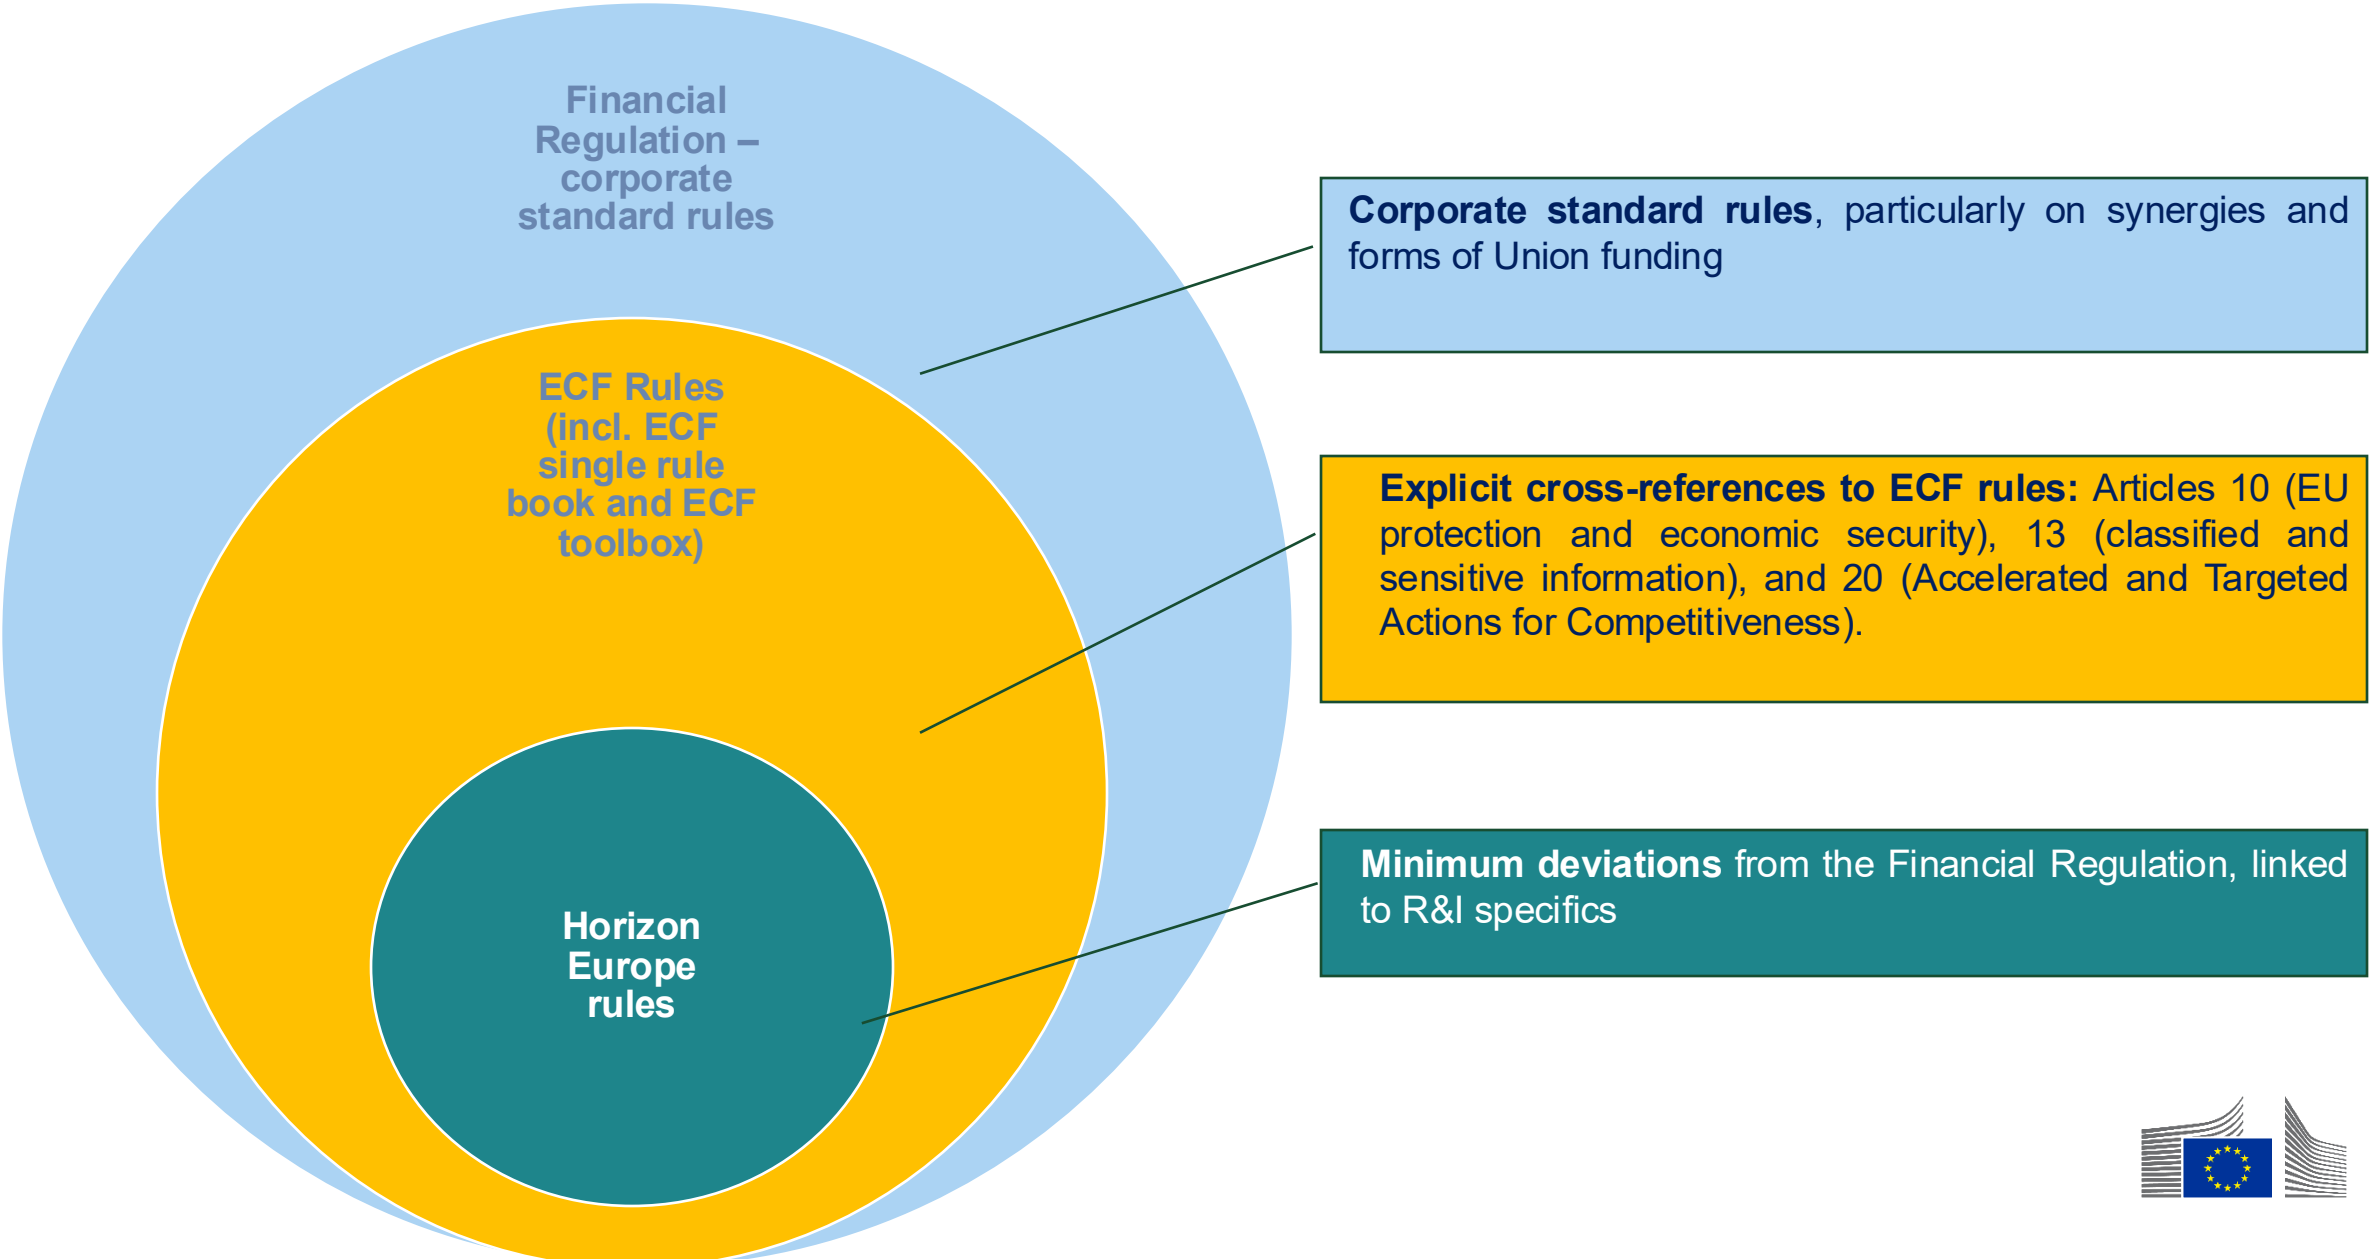 Financial
Regulation –
corporate
standard rules
ECF Rules
(incl. ECF
single rule
book and ECF
toolbox)
Horizon
Europe
rules
Corporate standard rules, particularly on synergies and
forms of Union funding
Explicit cross-references to ECF rules: Articles 10 (EU
protection and economic security), 13 (classified and
sensitive information), and 20 (Accelerated and Targeted
Actions for Competitiveness).
Minimum deviations from the Financial Regulation, linked
to R&I specifics